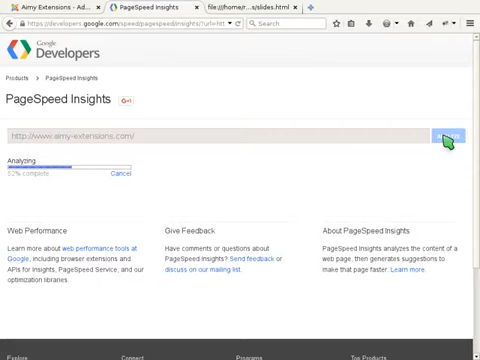 Aimy Extensions - Ad...
PageSpeed Insights
file:///home/r...s/slides.html
https://developers.google.com/speed/pagespeed/insights/?url=htt
Search
Google
Developers
Products
PageSpeed Insights
PageSpeed Insights
http://www.aimy-extensions.com/
Analyzing
52% complete
Cancel
Web Performance
Learn more about web performance tools at
Google, including browser extensions and
APIs for Insights, PageSpeed Service, and our
optimization libraries.
Give Feedback
Have comments or questions about
PageSpeed Insights? Send feedback or
discuss on our mailing list.
About PageSpeed Insights
PageSpeed Insights analyzes the content of a
web page, then generates suggestions to
make that page faster. Learn more.
Explore
Connect
Programs
Top Products